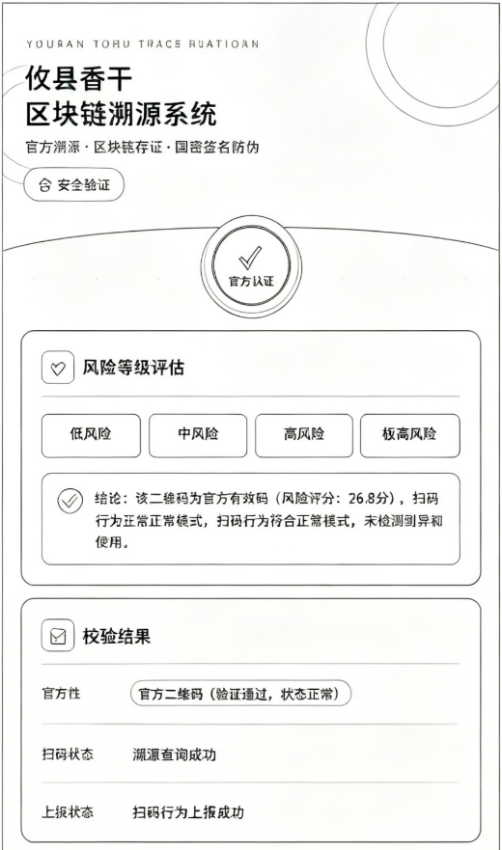 YOURAN TOHU TRACE RUATIOAN
攸县香干
区块链溯源系统
官方溯源 · 区块链存证 · 国密签名防伪
安全验证
官方认证
风险等级评估
低风险 中风险 高风险 极高风险
结论：该二维码为官方有效码（风险评分：26.8分），扫码
行为正常正常模式，扫码行为符合正常模式，未检测到异和
使用。
校验结果
官方性 官方二维码（验证通过，状态正常）
扫码状态 溯源查询成功
上报状态 扫码行为上报成功